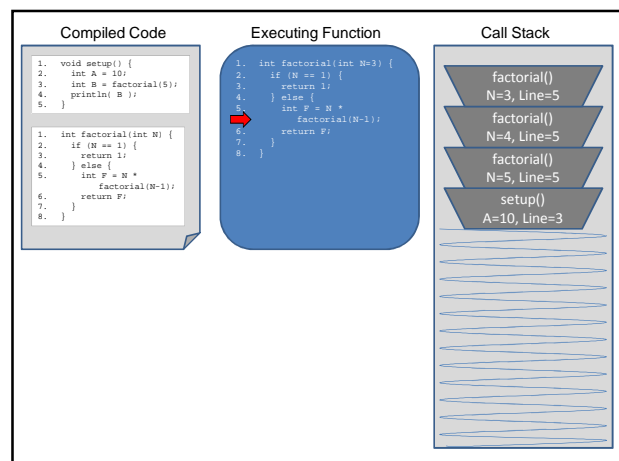 Compiled Code
1. void setup() {
2. int A = 10;
3. int B = factorial(5);
4. println( B );
5. }
1. int factorial(int N) {
2. if (N == 1) {
3. return 1;
4. } else {
5. int F = N *
factorial(N-1);
6. return F;
7. }
8. }
Executing Function
1. int factorial(int N=3) {
2. if (N == 1) {
3. return 1;
4. } else {
5. int F = N *
factorial(N-1);
6. return F;
7. }
8. }
Call Stack
factorial()
N=3, Line=5
factorial()
N=4, Line=5
factorial()
N=5, Line=5
setup()
A=10, Line=3